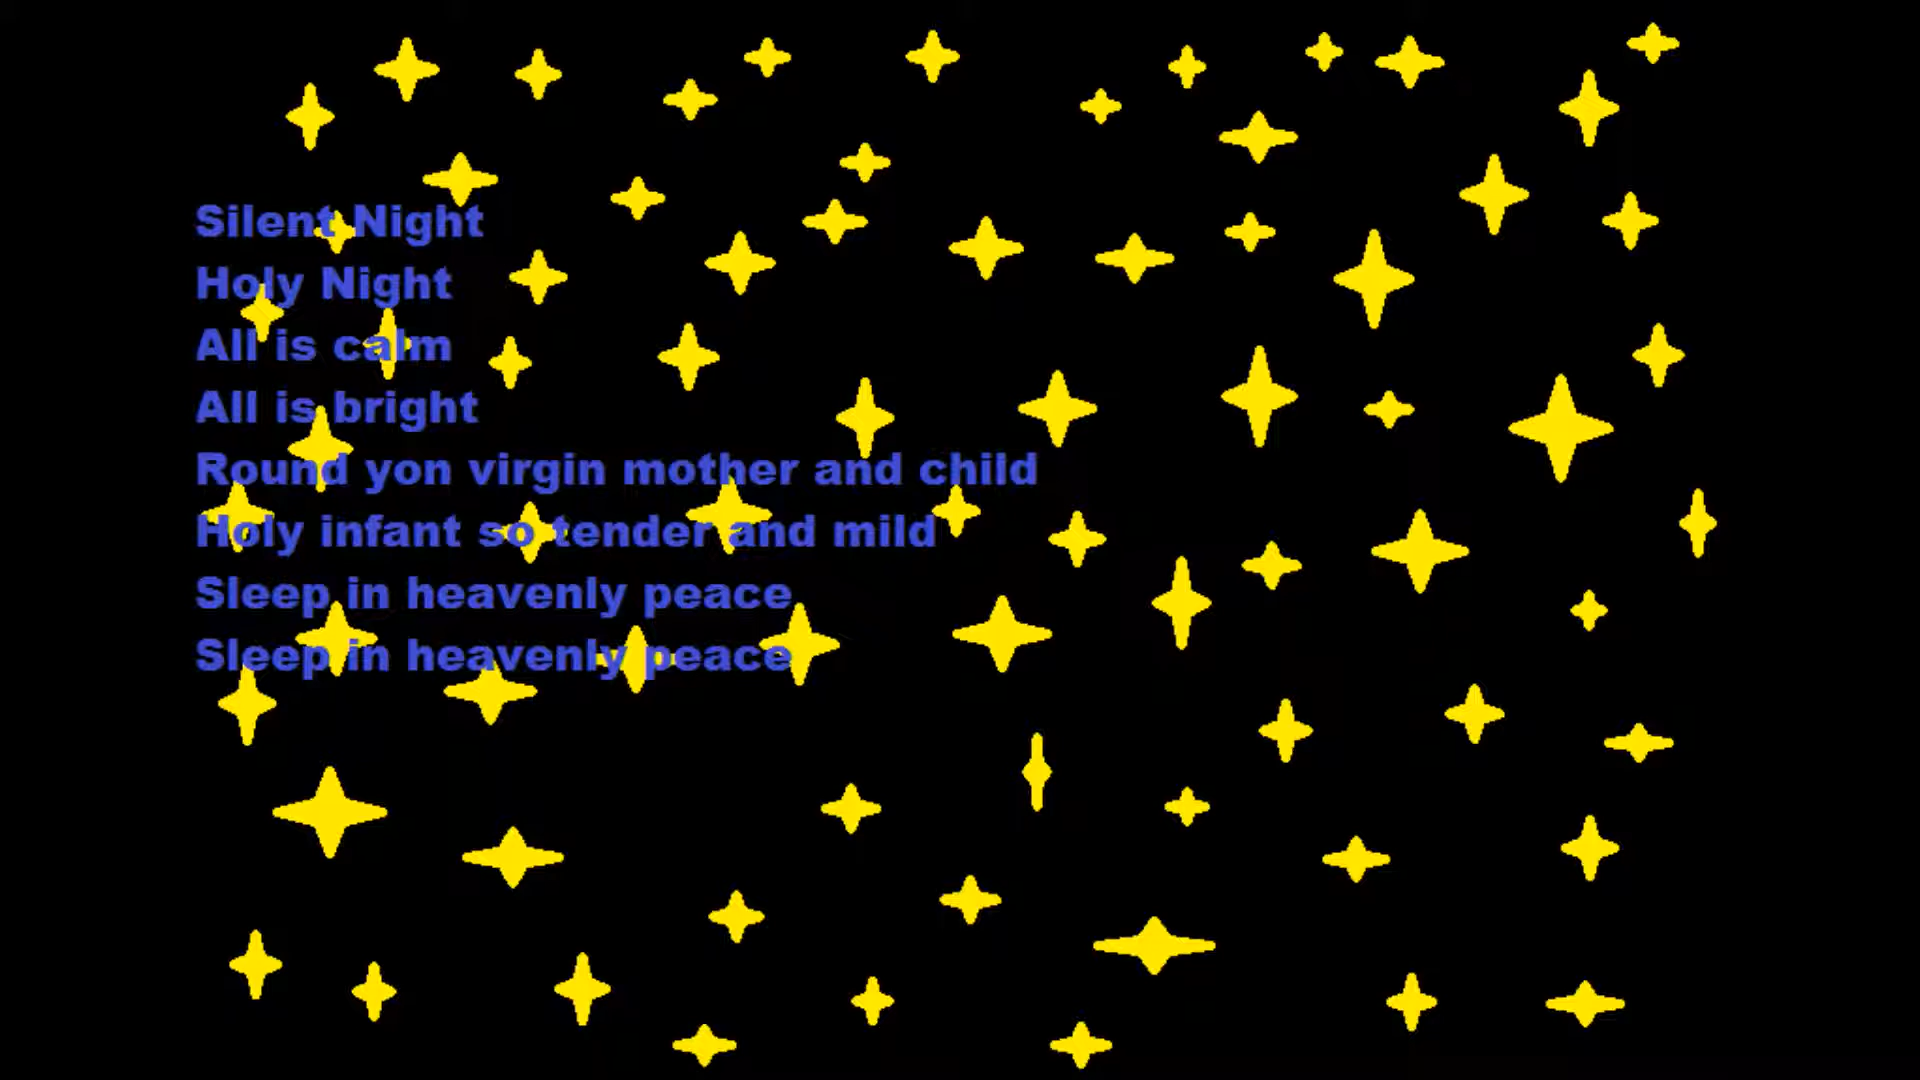 Silent Night
Holy Night
All is calm
All is bright
Round yon virgin mother and child
Holy infant so tender and mild
Sleep in heavenly peace
Sleep in heavenly peace